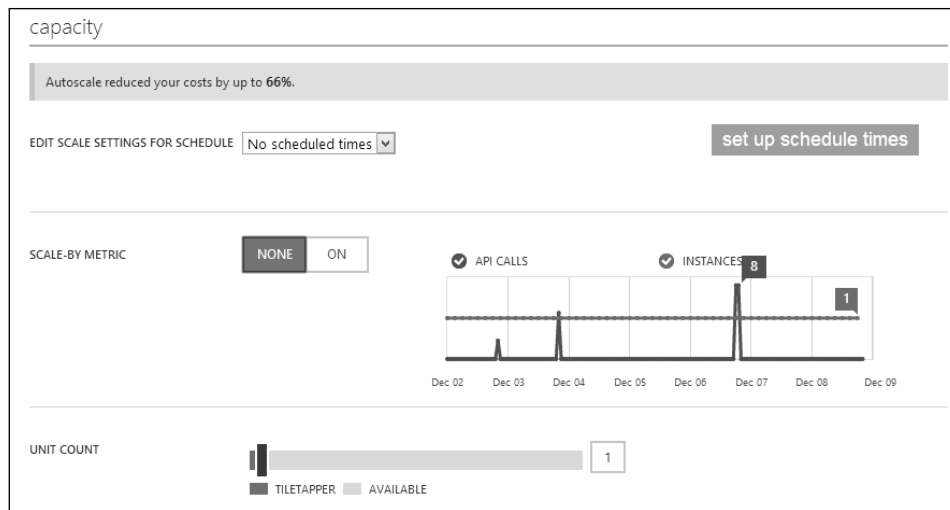 capacity
Autoscale reduced your costs by up to 66%.
EDIT SCALE SETTINGS FOR SCHEDULE No scheduled times set up schedule times
SCALE-BY METRIC NONE ON API CALLS INSTANCES 8
1
Dec 02 Dec 03 Dec 04 Dec 05 Dec 06 Dec 07 Dec 08 Dec 09
UNIT COUNT 1
TILETAPPER AVAILABLE